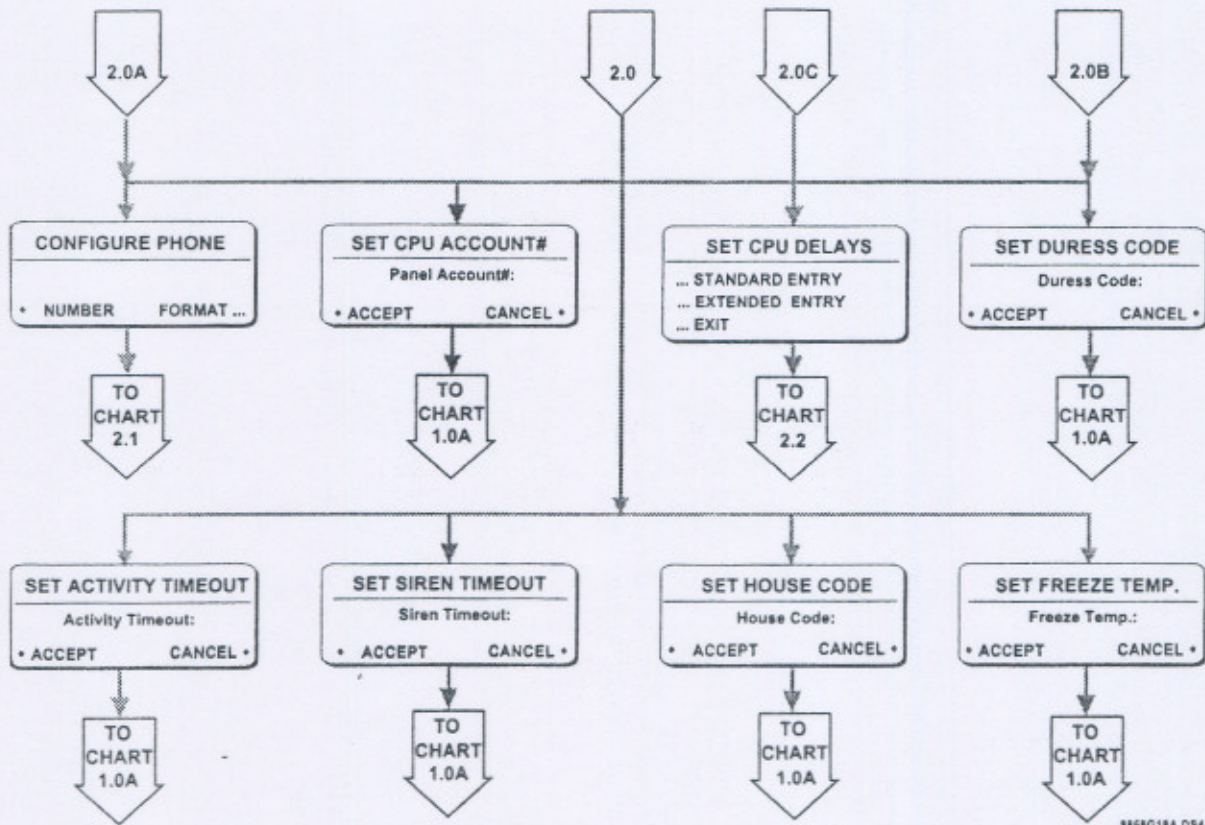 2.0A
2.0
2.0C
2.0B
CONFIGURE PHONE
• NUMBER FORMAT ...
SET CPU ACCOUNT#
Panel Account#:
• ACCEPT CANCEL •
SET CPU DELAYS
... STANDARD ENTRY
... EXTENDED ENTRY
... EXIT
SET DURESS CODE
Duress Code:
• ACCEPT CANCEL •
TO
CHART
2.1
TO
CHART
1.0A
TO
CHART
2.2
TO
CHART
1.0A
SET ACTIVITY TIMEOUT
Activity Timeout:
• ACCEPT CANCEL •
SET SIREN TIMEOUT
Siren Timeout:
• ACCEPT CANCEL •
SET HOUSE CODE
House Code:
• ACCEPT CANCEL •
SET FREEZE TEMP.
Freeze Temp.:
• ACCEPT CANCEL •
TO
CHART
1.0A
TO
CHART
1.0A
TO
CHART
1.0A
TO
CHART
1.0A